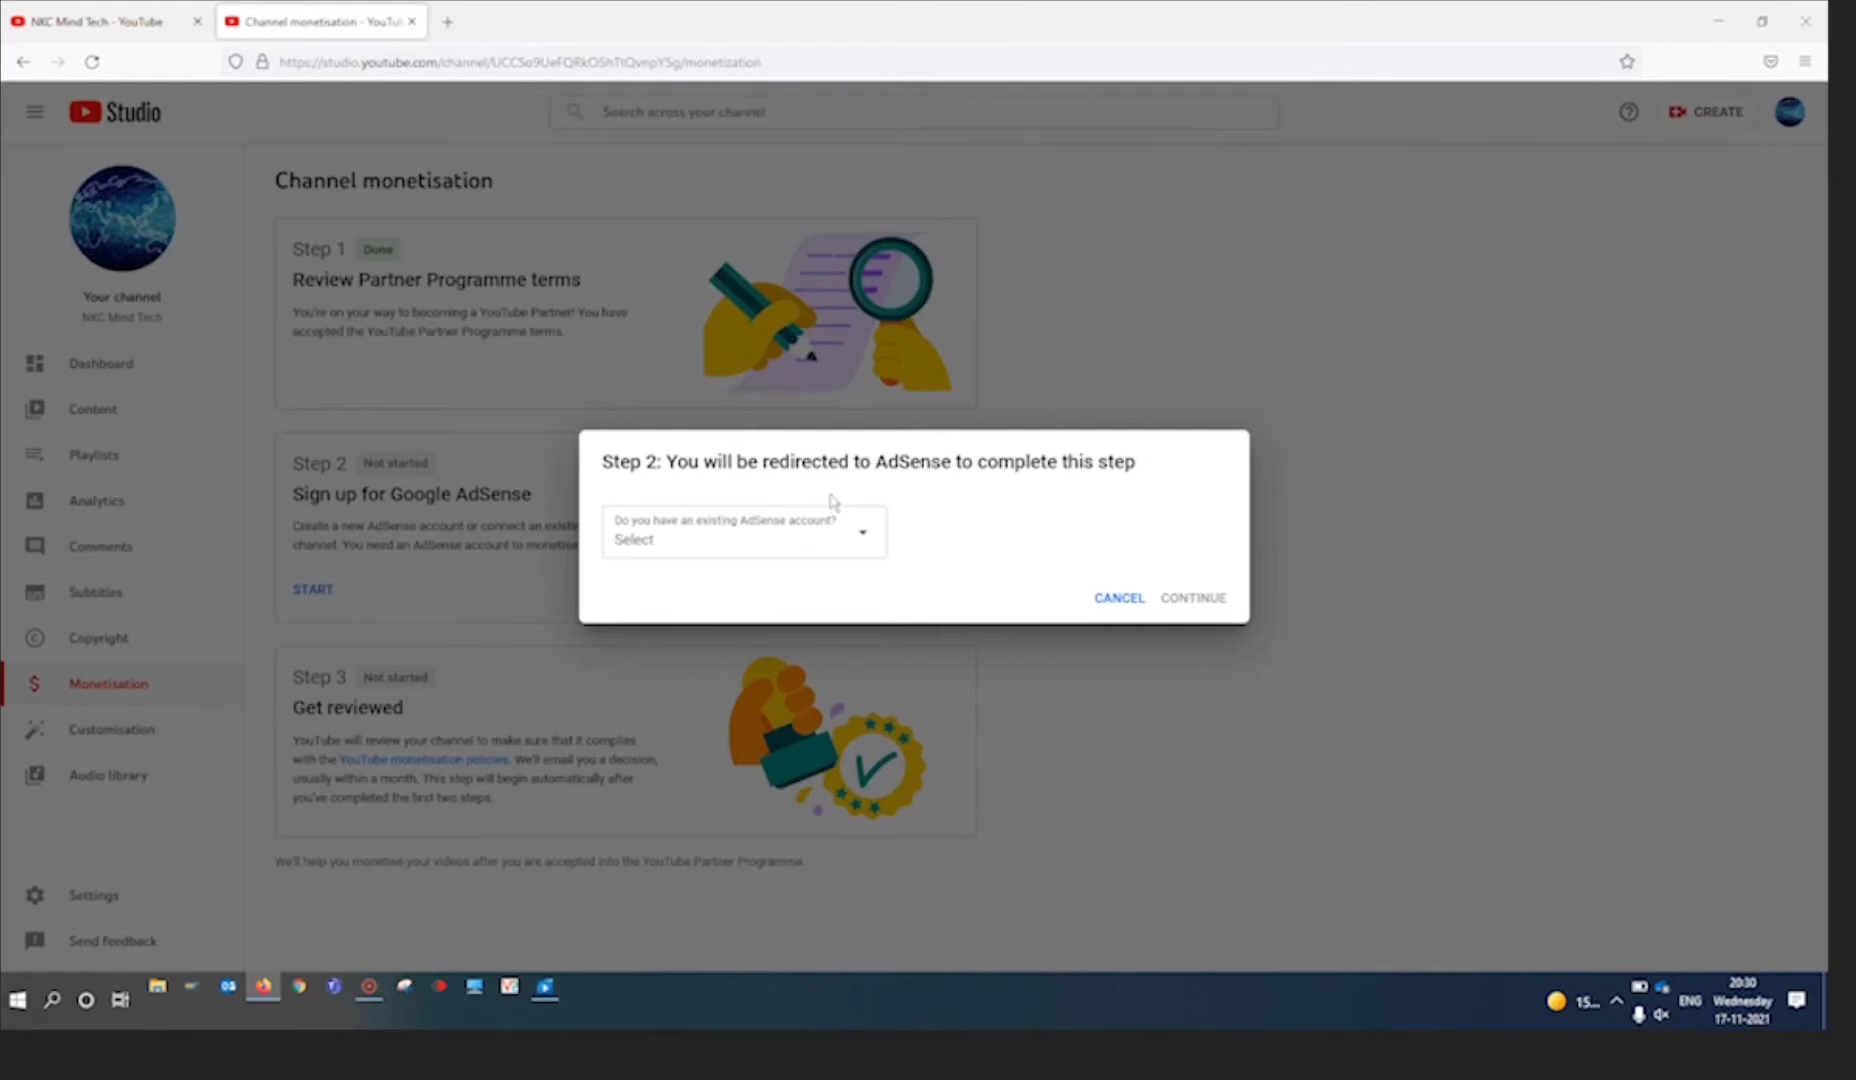 NKC Mind Tech - YouTube
Channel monetisation - YouTu
https://studio.youtube.com/channel/UCCSo9UeFQRkOShTtQvnpYSg/monetization
Studio
Search across your channel
CREATE
Your channel
NKC Mind Tech
Dashboard
Content
Playlists
Analytics
Comments
Subtitles
Copyright
Monetisation
Customisation
Audio library
Settings
Send feedback
Channel monetisation
Step 1 Done
Review Partner Programme terms
You're on your way to becoming a YouTube Partner! You have
accepted the YouTube Partner Programme terms.
Step 2 Not started
Sign up for Google AdSense
Create a new AdSense account or connect an existi
channel. You need an AdSense account to monetise
START
Step 2: You will be redirected to AdSense to complete this step
Do you have an existing AdSense account?
Select
CANCEL CONTINUE
Step 3 Not started
Get reviewed
YouTube will review your channel to make sure that it complies
with the YouTube monetisation policies. We'll email you a decision,
usually within a month. This step will begin automatically after
you've completed the first two steps.
We'll help you monetise your videos after you are accepted into the YouTube Partner Programme.
15...
ENG
20:30
Wednesday
17-11-2021